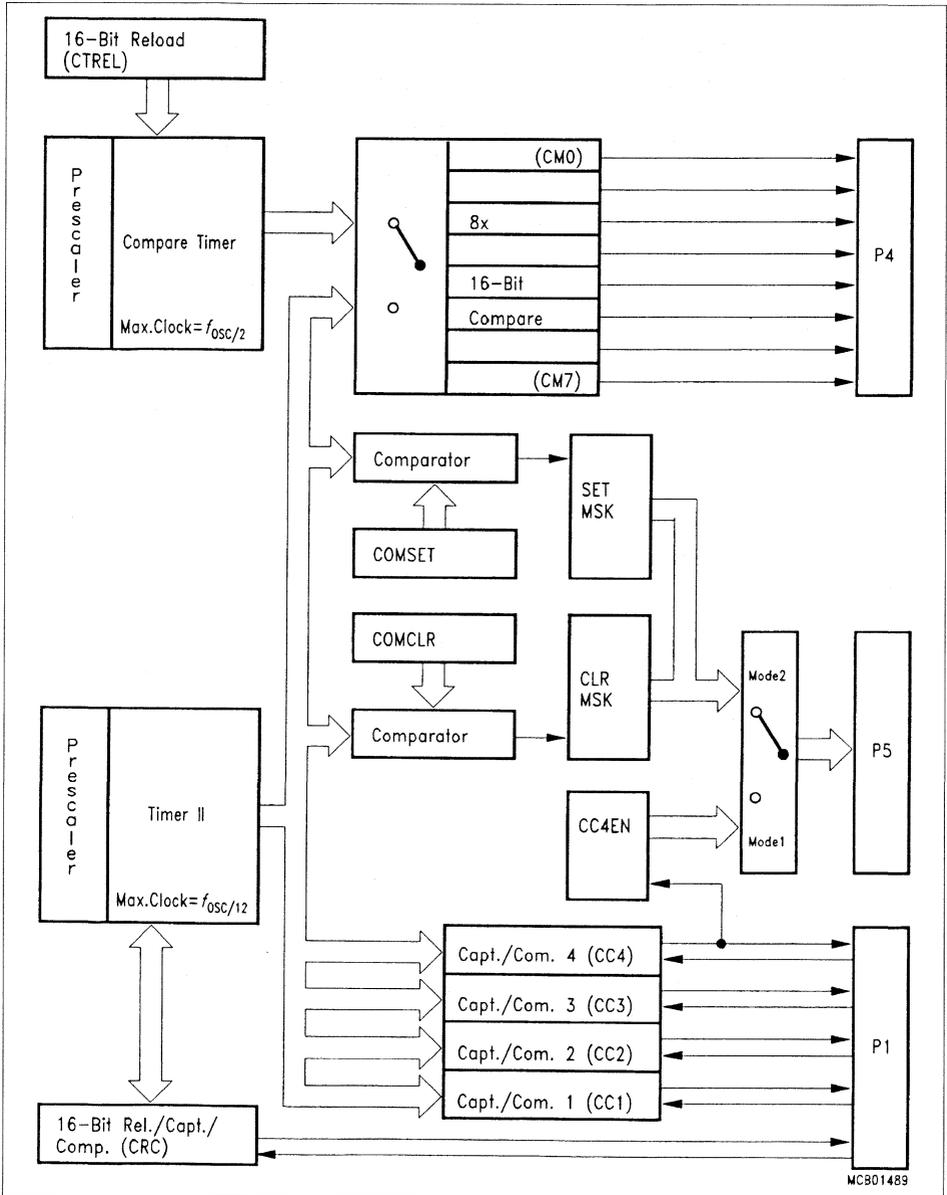 16-Bit Reload
(CTREL)
Prescaler
Compare Timer
Max.Clock=fOSC/2
(CM0)
8x
16-Bit
Compare
(CM7)
P4
Comparator
COMSET
SET
MSK
COMCLR
Comparator
CLR
MSK
Mode2
Mode1
P5
CC4EN
Prescaler
Timer II
Max.Clock=fOSC/12
Capt./Com. 4 (CC4)
Capt./Com. 3 (CC3)
Capt./Com. 2 (CC2)
Capt./Com. 1 (CC1)
P1
16-Bit Rel./Capt./
Comp. (CRC)
MCB01489